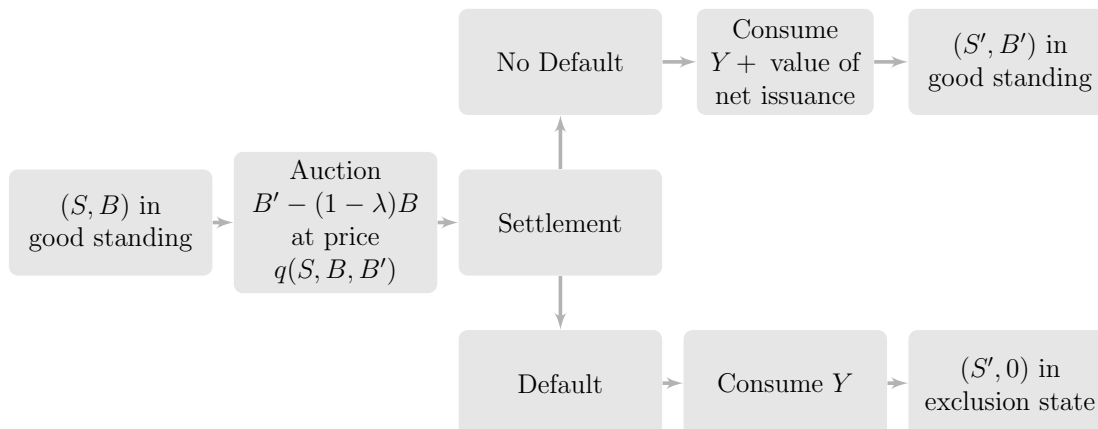 (S, B) in
good standing
Auction
B′ − (1 − λ)B
at price
q(S, B, B′)
Settlement
No Default
Consume
Y + value of
net issuance
(S′, B′) in
good standing
Default
Consume Y
(S′, 0) in
exclusion state